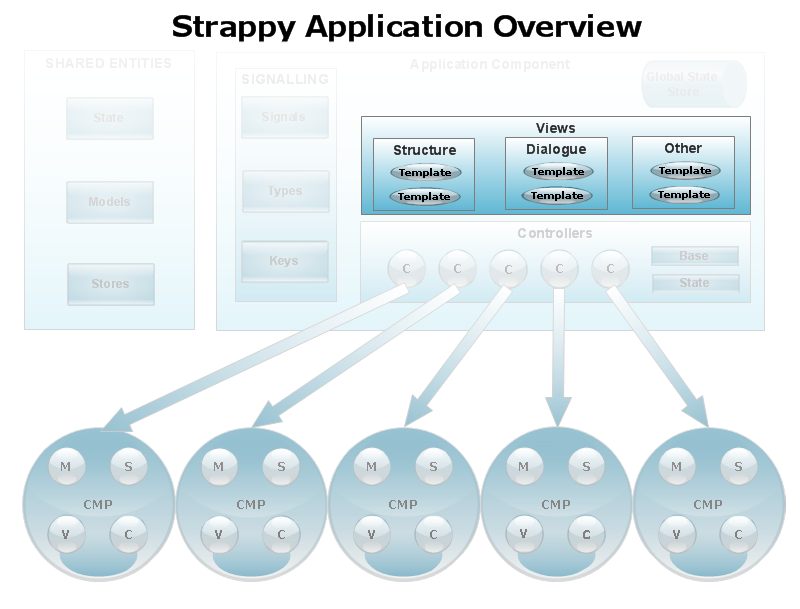 Strappy Application Overview
SHARED ENTITIES
State
Models
Stores
Application Component
Global State
Store
SIGNALLING
Signals
Types
Keys
Views
Structure
Template
Template
Dialogue
Template
Template
Other
Template
Template
Controllers
C C C C C
Base
State
M S
CMP
V C
M S
CMP
V C
M S
CMP
V C
M S
CMP
V C
M S
CMP
V C